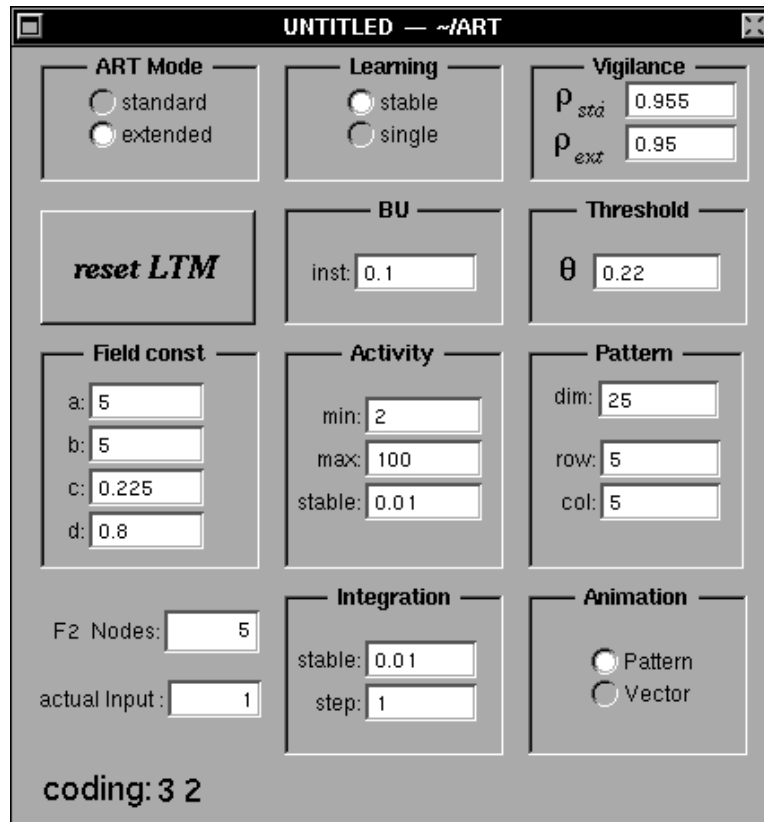 UNTITLED — ~/ART
ART Mode
standard
extended
Learning
stable
single
Vigilance
ρ std 0.955
ρ ext 0.95
reset LTM
BU
inst: 0.1
Threshold
θ 0.22
Field const
a: 5
b: 5
c: 0.225
d: 0.8
Activity
min: 2
max: 100
stable: 0.01
Pattern
dim: 25
row: 5
col: 5
F2 Nodes: 5
actual Input : 1
Integration
stable: 0.01
step: 1
Animation
Pattern
Vector
coding: 3 2